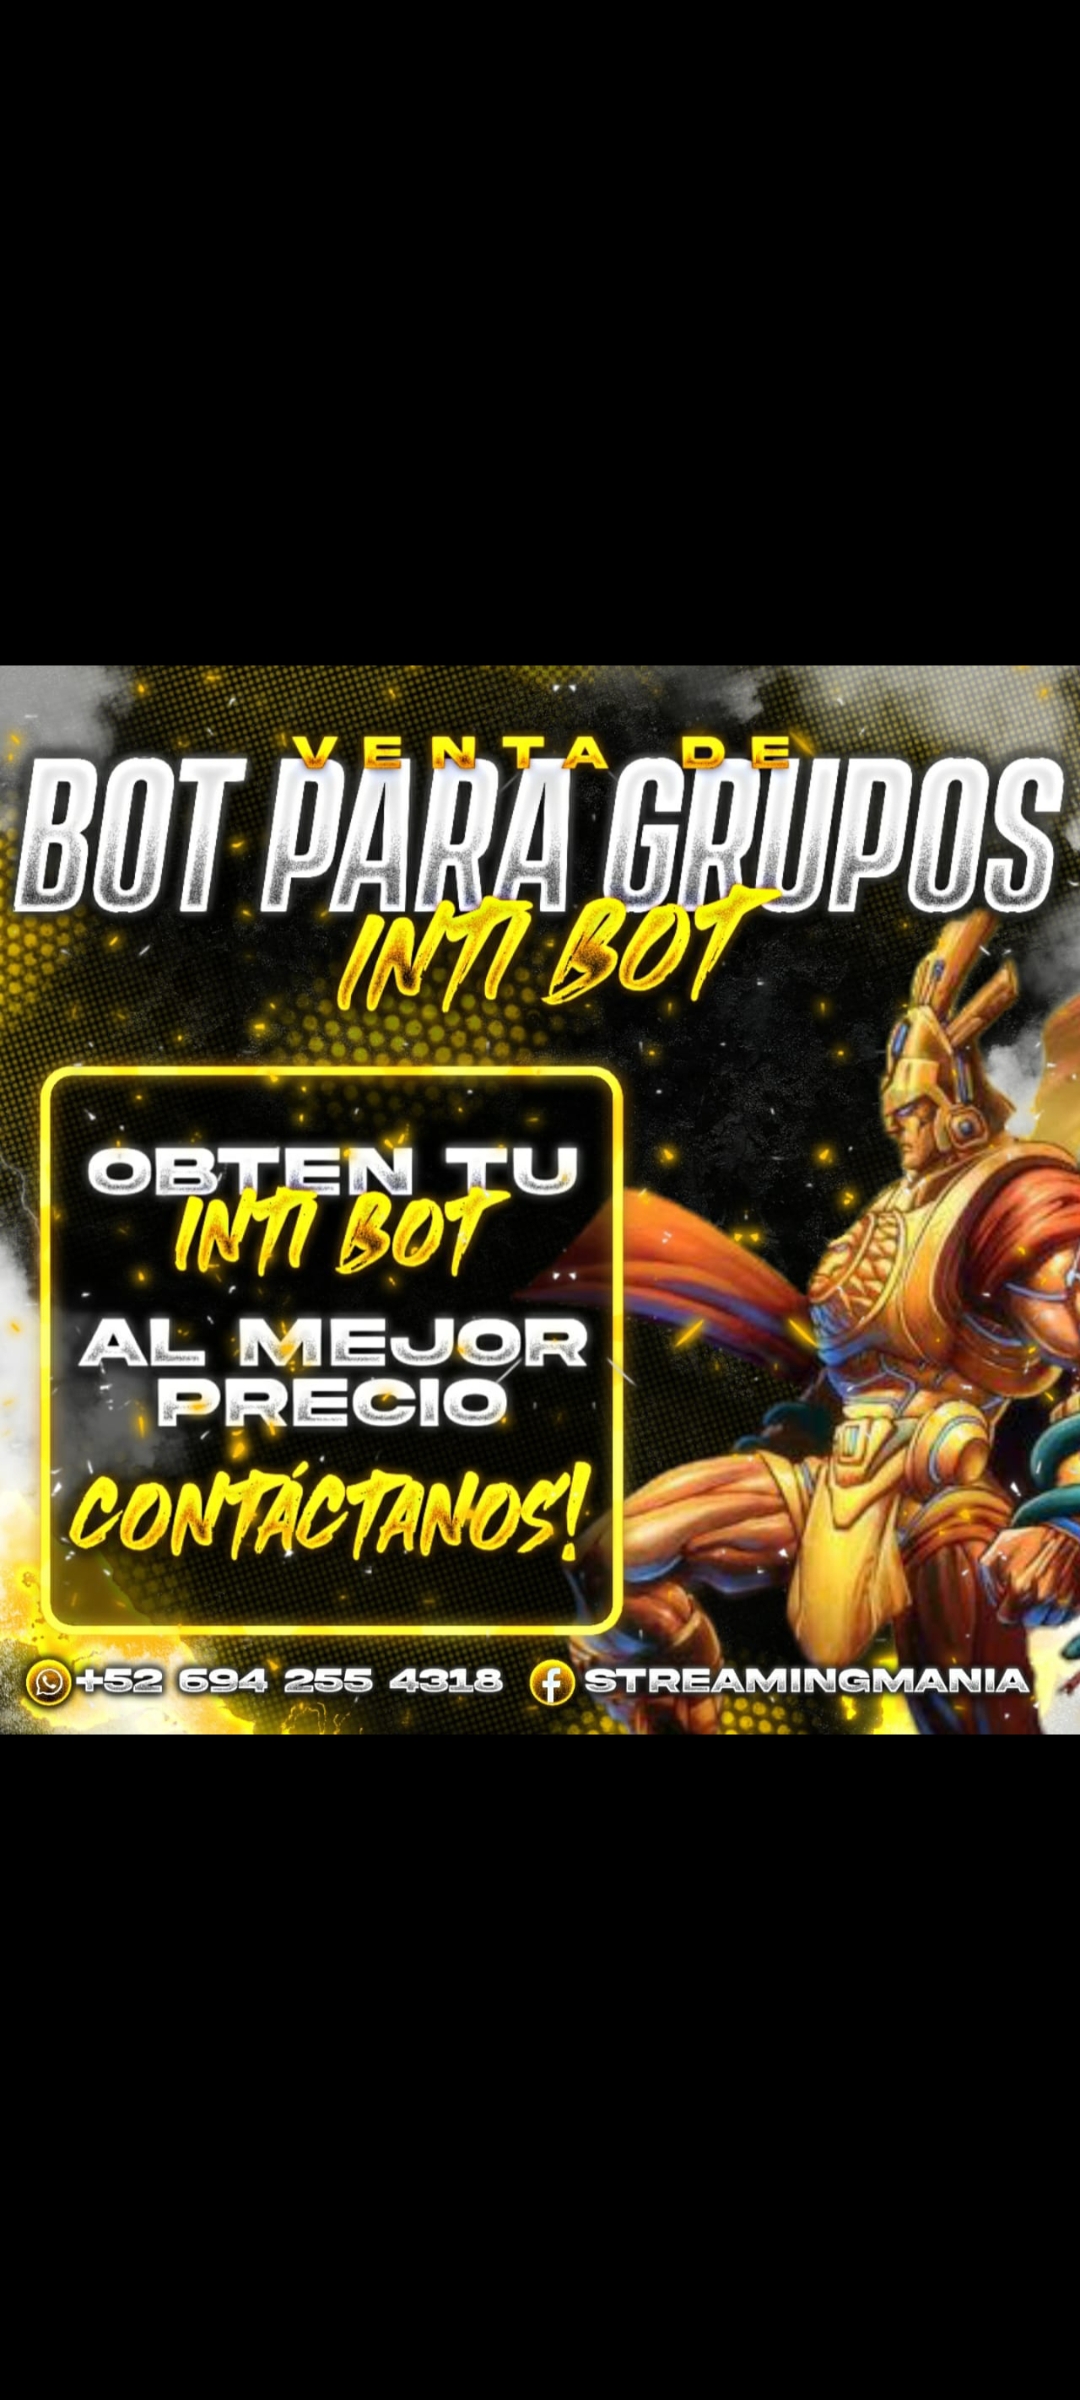 VENTA DE
BOT PARA GRUPOS
INTI BOT
OBTEN TU
INTI BOT
AL MEJOR
PRECIO
CONTÁCTANOS!
+52 694 255 4318 STREAMINGMANIA